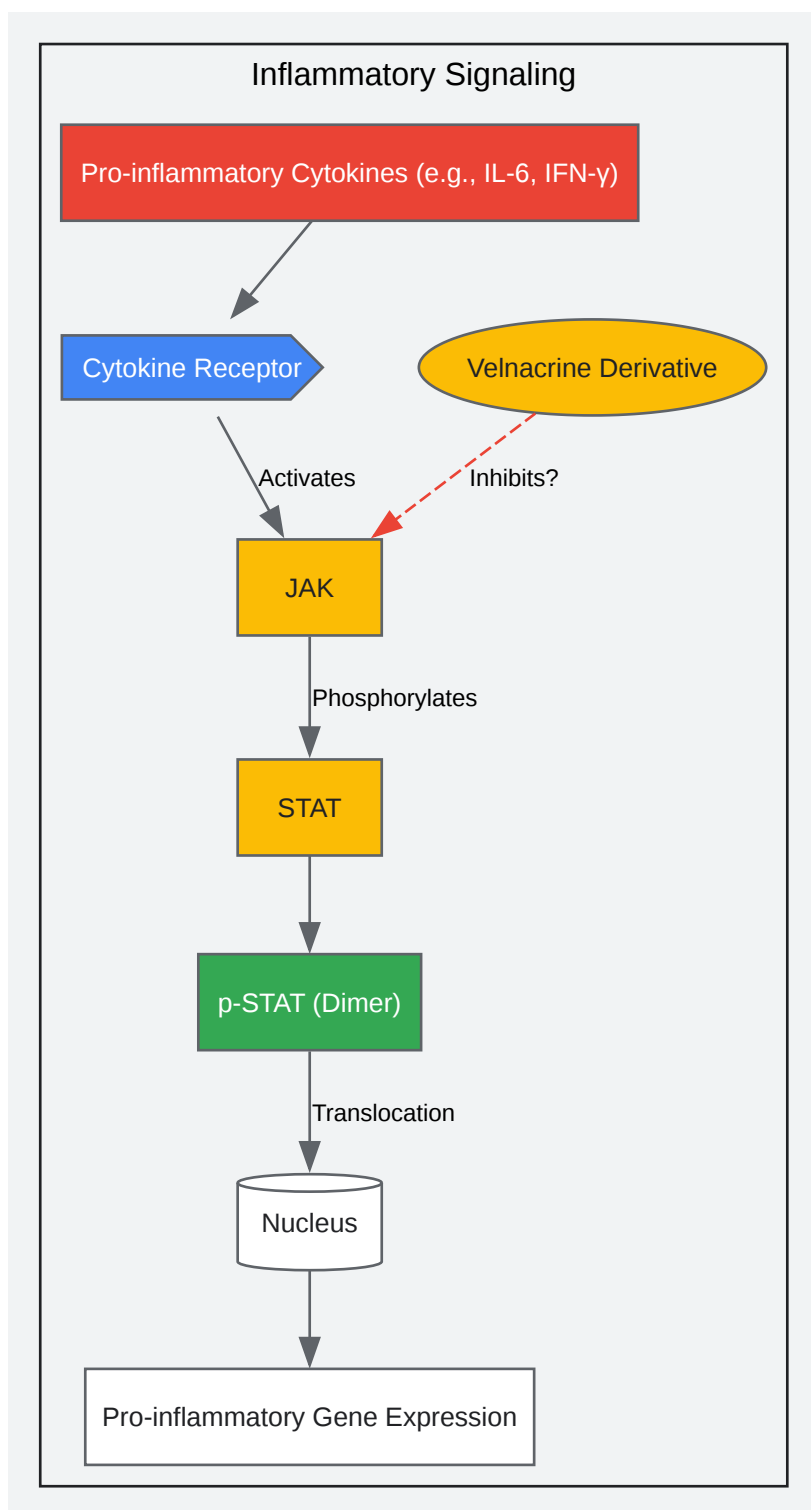 Inflammatory Signaling
Pro-inflammatory Cytokines (e.g., IL-6, IFN-γ)
Cytokine Receptor
Velnacrine Derivative
Activates
Inhibits?
JAK
Phosphorylates
STAT
p-STAT (Dimer)
Translocation
Nucleus
Pro-inflammatory Gene Expression